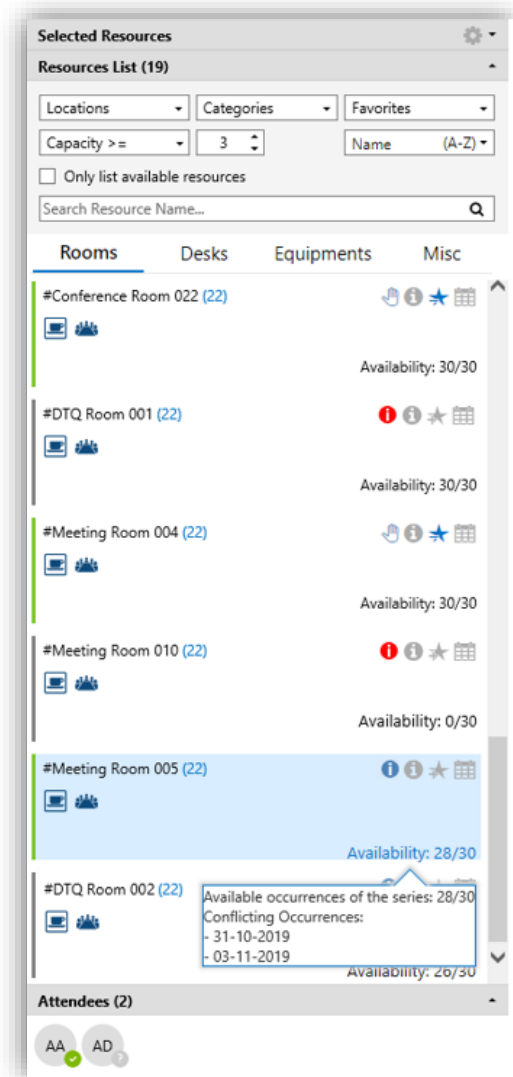 Selected Resources
Resources List (19)
Locations Categories Favorites
Capacity >= 3 Name (A-Z)
Only list available resources
Search Resource Name...
Rooms Desks Equipments Misc
#Conference Room 022 (22)
Availability: 30/30
#DTQ Room 001 (22)
Availability: 30/30
#Meeting Room 004 (22)
Availability: 30/30
#Meeting Room 010 (22)
Availability: 0/30
#Meeting Room 005 (22)
Availability: 28/30
#DTQ Room 002 (22)
Available occurrences of the series: 28/30
Conflicting Occurrences:
- 31-10-2019
- 03-11-2019
Availability: 26/30
Attendees (2)
AA AD